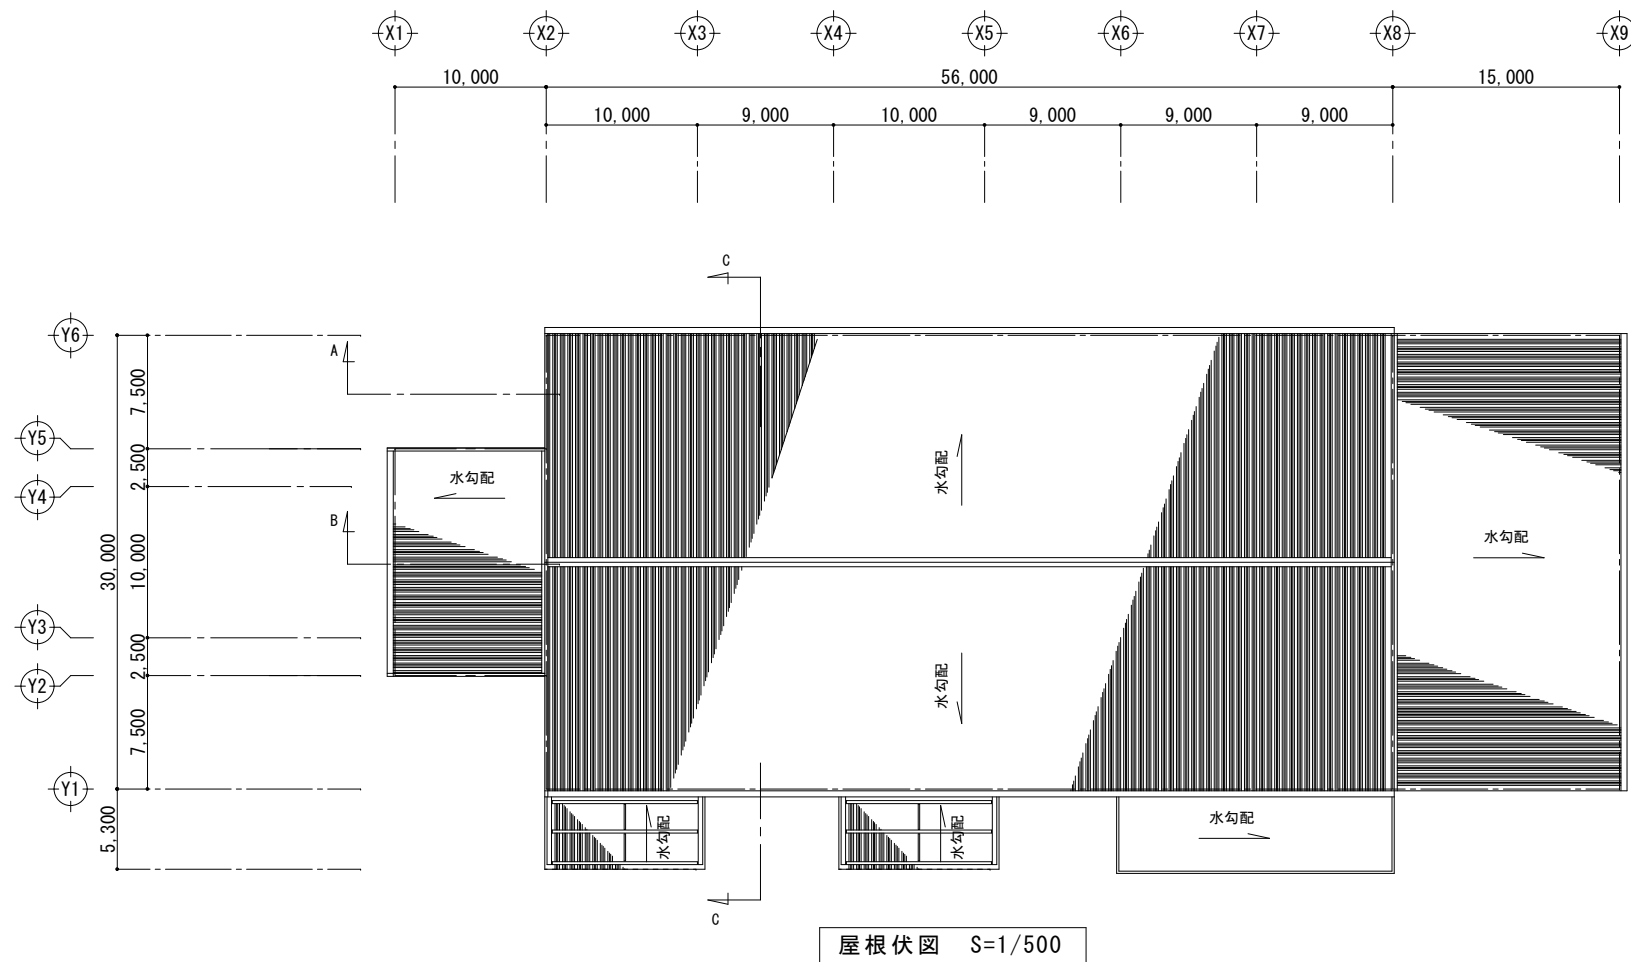 X1 X2 X3 X4 X5 X6 X7 X8 X9
10,000 56,000 15,000
10,000 9,000 10,000 9,000 9,000 9,000
C
Y6
A
7,500
Y5
水勾配
水勾配
2,500
Y4
B
30,000
10,000
水勾配
Y3
2,500
Y2
水勾配
7,500
Y1
5,300
水勾配
水勾配
水勾配
C
屋根伏図 S=1/500